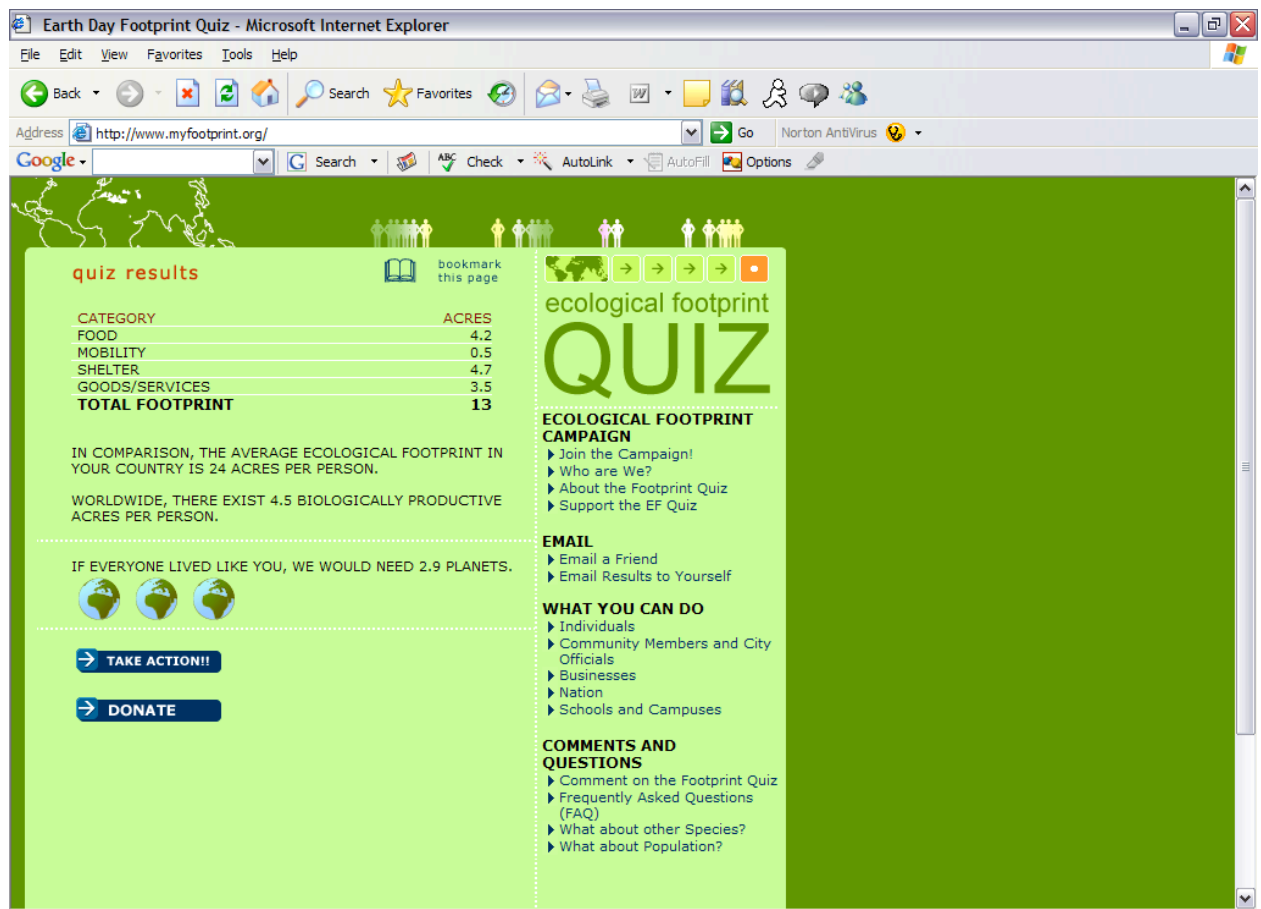 Earth Day Footprint Quiz - Microsoft Internet Explorer
File Edit View Favorites Tools Help
Back Search Favorites
Address http://www.myfootprint.org/ Go Norton AntiVirus
Google Search ABC Check AutoLink AutoFill Options
quiz results
bookmark
this page
CATEGORY ACRES
FOOD 4.2
MOBILITY 0.5
SHELTER 4.7
GOODS/SERVICES 3.5
TOTAL FOOTPRINT 13
IN COMPARISON, THE AVERAGE ECOLOGICAL FOOTPRINT IN
YOUR COUNTRY IS 24 ACRES PER PERSON.
WORLDWIDE, THERE EXIST 4.5 BIOLOGICALLY PRODUCTIVE
ACRES PER PERSON.
IF EVERYONE LIVED LIKE YOU, WE WOULD NEED 2.9 PLANETS.
TAKE ACTION!!
DONATE
ecological footprint
QUIZ
ECOLOGICAL FOOTPRINT
CAMPAIGN
Join the Campaign!
Who are We?
About the Footprint Quiz
Support the EF Quiz
EMAIL
Email a Friend
Email Results to Yourself
WHAT YOU CAN DO
Individuals
Community Members and City
Officials
Businesses
Nation
Schools and Campuses
COMMENTS AND
QUESTIONS
Comment on the Footprint Quiz
Frequently Asked Questions
(FAQ)
What about other Species?
What about Population?